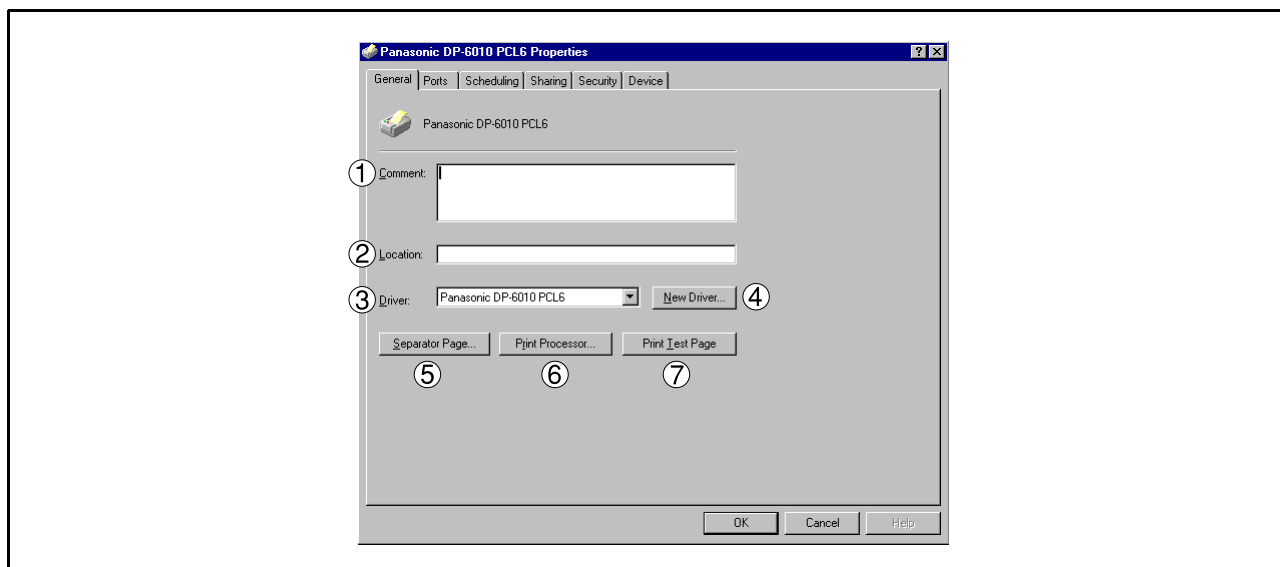 Panasonic DP-6010 PCL6 Properties
General Ports Scheduling Sharing Security Device
Panasonic DP-6010 PCL6
① Comment:
② Location:
③ Driver: Panasonic DP-6010 PCL6 New Driver... ④
Separator Page... Print Processor... Print Test Page
⑤ ⑥ ⑦
OK Cancel Help